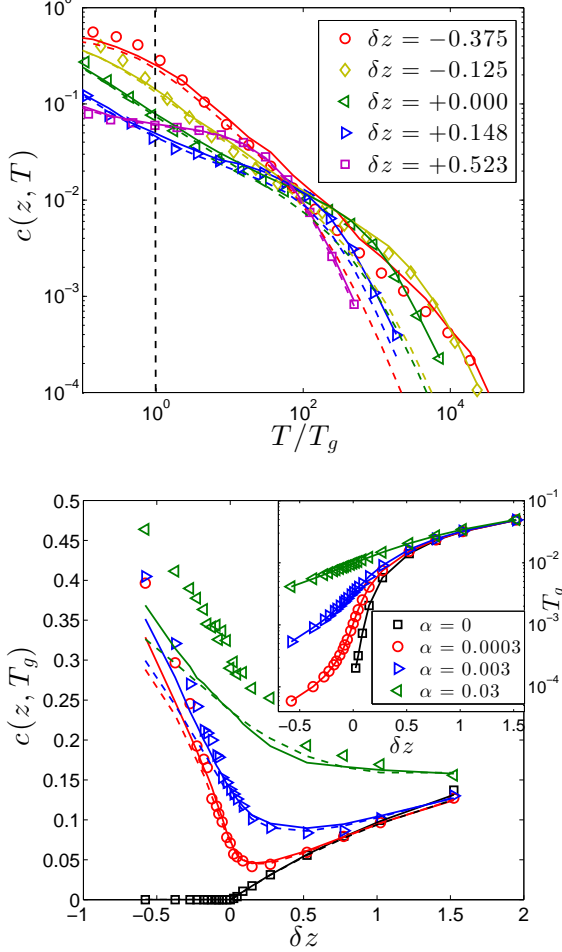 10⁰
10⁻¹
10⁻²
10⁻³
10⁻⁴
c(z, T)
δz = −0.375
δz = −0.125
δz = +0.000
δz = +0.148
δz = +0.523
10⁰ 10² 10⁴
T/T_g
0.5
0.45
0.4
0.35
0.3
0.25
0.2
0.15
0.1
0.05
0
c(z, T_g)
−1 −0.5 0 0.5 1 1.5 2
δz
10⁻¹
10⁻²
10⁻³
10⁻⁴
T_g
α = 0
α = 0.0003
α = 0.003
α = 0.03
−0.5 0 0.5 1 1.5
δz